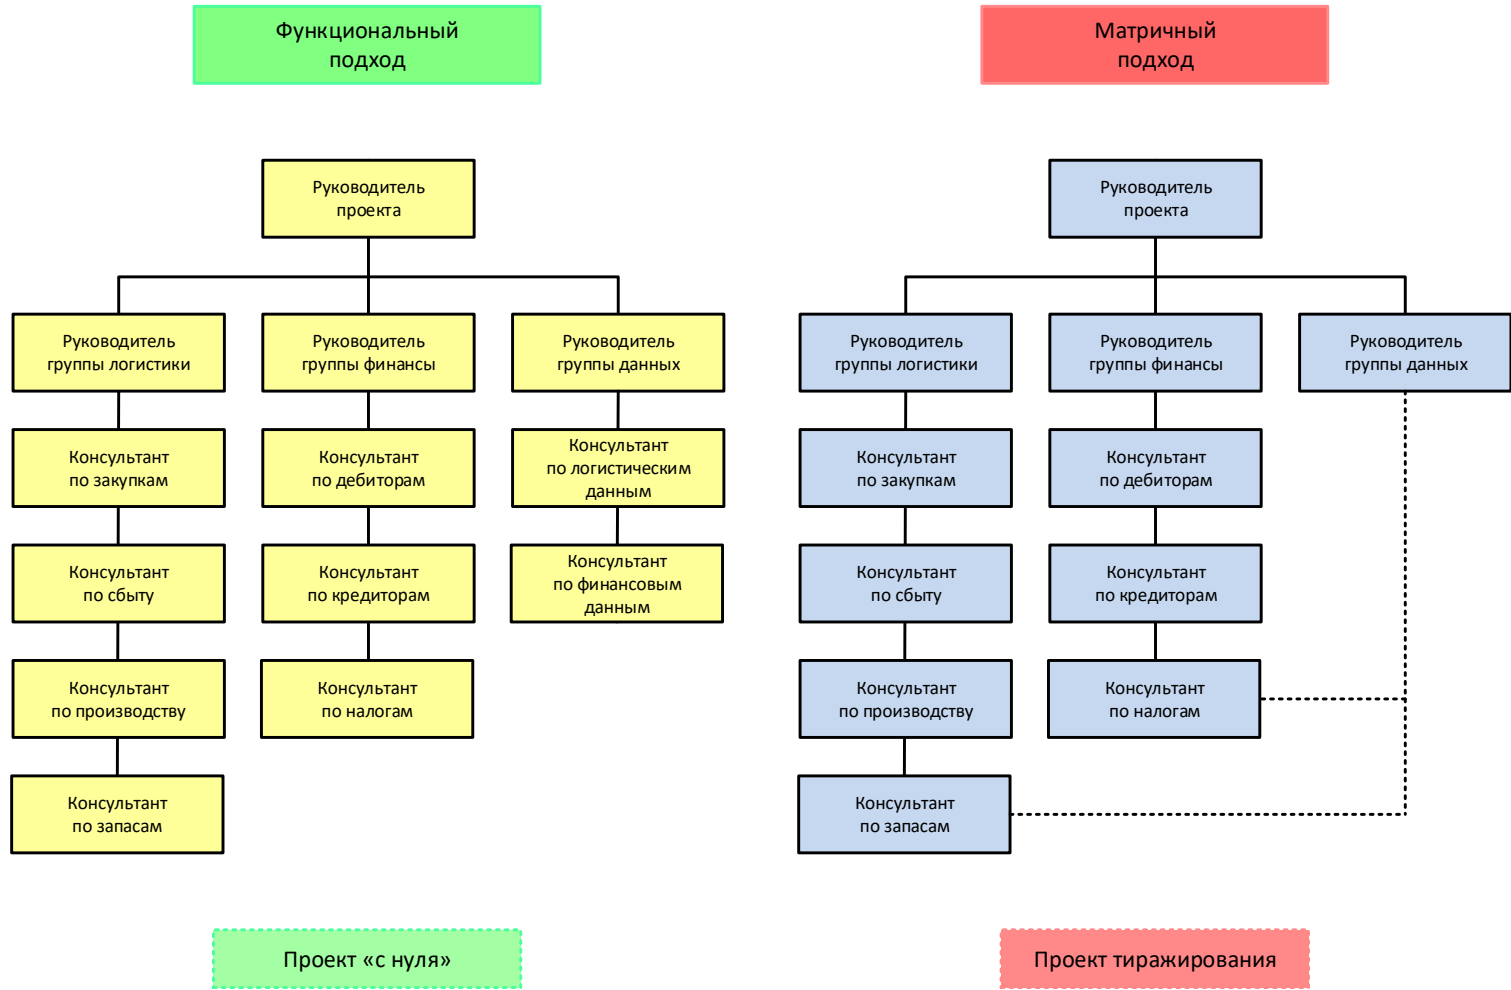 Функциональный
подход
Руководитель
проекта
Руководитель
группы логистики
Руководитель
группы финансы
Руководитель
группы данных
Консультант
по закупкам
Консультант
по дебиторам
Консультант
по логистическим
данным
Консультант
по сбыту
Консультант
по кредиторам
Консультант
по финансовым
данным
Консультант
по производству
Консультант
по налогам
Консультант
по запасам
Проект «с нуля»
Матричный
подход
Руководитель
проекта
Руководитель
группы логистики
Руководитель
группы финансы
Руководитель
группы данных
Консультант
по закупкам
Консультант
по дебиторам
Консультант
по сбыту
Консультант
по кредиторам
Консультант
по производству
Консультант
по налогам
Консультант
по запасам
Проект тиражирования